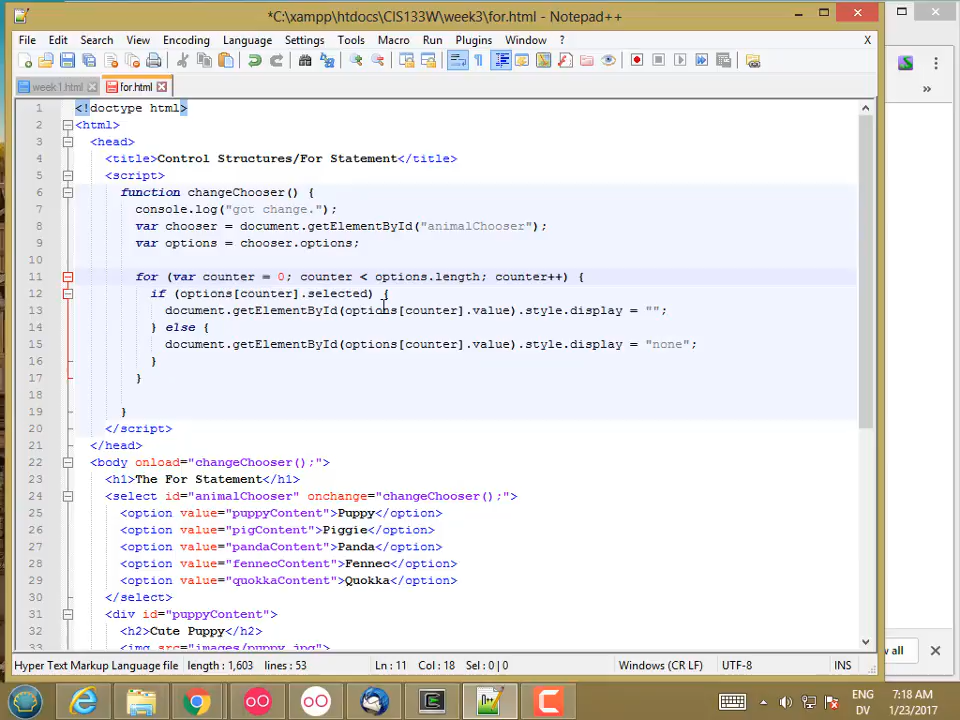 *C:\xampp\htdocs\CIS133W\week3\for.html - Notepad++
File Edit Search View Encoding Language Settings Tools Macro Run Plugins Window ? X
week1.html for.html
1 <!doctype html>
2 <html>
3 <head>
4 <title>Control Structures/For Statement</title>
5 <script>
6 function changeChooser() {
7 console.log("got change.");
8 var chooser = document.getElementById("animalChooser");
9 var options = chooser.options;
10
11 for (var counter = 0; counter < options.length; counter++) {
12 if (options[counter].selected) {
13 document.getElementById(options[counter].value).style.display = "";
14 } else {
15 document.getElementById(options[counter].value).style.display = "none";
16 }
17 }
18
19 }
20 </script>
21 </head>
22 <body onload="changeChooser();">
23 <h1>The For Statement</h1>
24 <select id="animalChooser" onchange="changeChooser();">
25 <option value="puppyContent">Puppy</option>
26 <option value="pigContent">Piggie</option>
27 <option value="pandaContent">Panda</option>
28 <option value="fennecContent">Fennec</option>
29 <option value="quokkaContent">Quokka</option>
30 </select>
31 <div id="puppyContent">
32 <h2>Cute Puppy</h2>
33 <img src="images/puppy.jpg">
Hyper Text Markup Language file length : 1,603 lines : 53 Ln : 11 Col : 18 Sel : 0 | 0 Windows (CR LF) UTF-8 INS
w all
ENG 7:18 AM
DV 1/23/2017